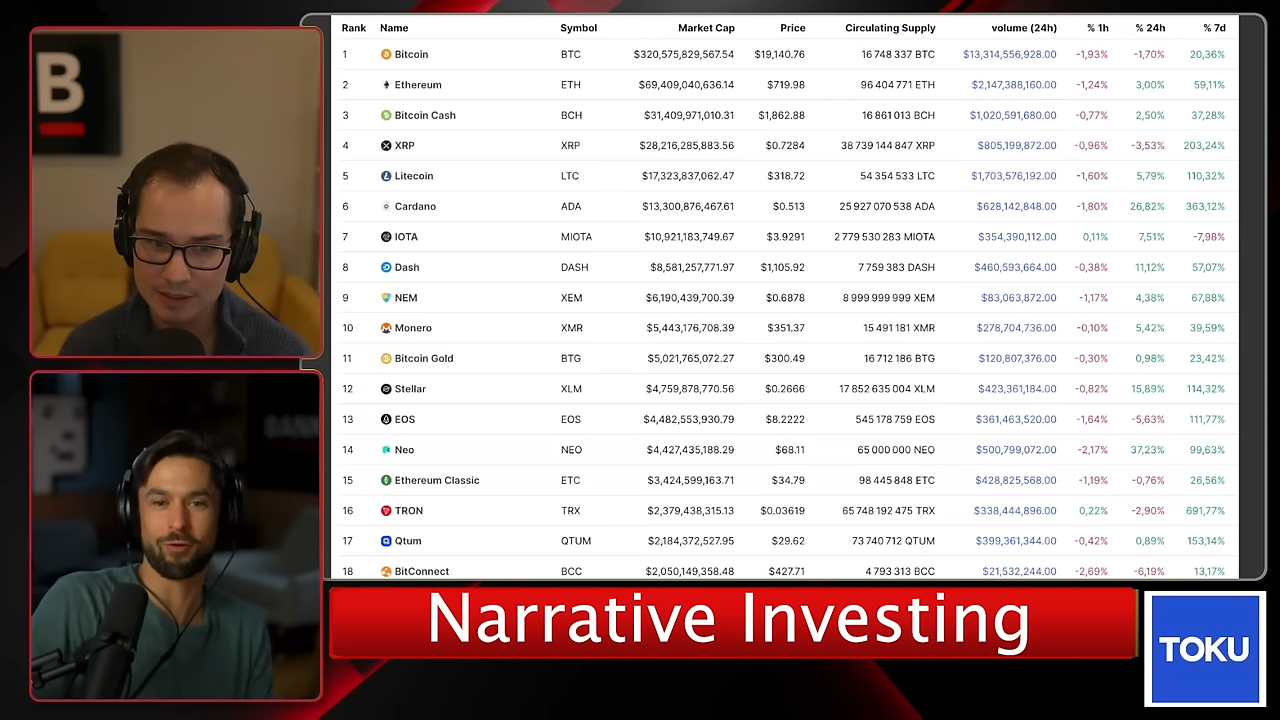 B
Rank Name Symbol Market Cap Price Circulating Supply volume (24h) % 1h % 24h % 7d
1 Bitcoin BTC $320,575,829,567.54 $19,140.76 16 748 337 BTC $13,314,556,928.00 -1,93% -1,70% 20,36%
2 Ethereum ETH $69,409,040,636.14 $719.98 96 404 771 ETH $2,147,388,160.00 -1,24% 3,00% 59,11%
3 Bitcoin Cash BCH $31,409,971,010.31 $1,862.88 16 861 013 BCH $1,020,591,680.00 -0,77% 2,50% 37,28%
4 XRP XRP $28,216,285,883.56 $0.7284 38 739 144 847 XRP $805,199,872.00 -0,96% -3,53% 203,24%
5 Litecoin LTC $17,323,837,062.47 $318.72 54 354 533 LTC $1,703,576,192.00 -1,60% 5,79% 110,32%
6 Cardano ADA $13,300,876,467.61 $0.513 25 927 070 538 ADA $628,142,848.00 -1,80% 26,82% 363,12%
7 IOTA MIOTA $10,921,183,749.67 $3.9291 2 779 530 283 MIOTA $354,390,112.00 0,11% 7,51% -7,98%
8 Dash DASH $8,581,257,771.97 $1,105.92 7 759 383 DASH $460,593,664.00 -0,38% 11,12% 57,07%
9 NEM XEM $6,190,439,700.39 $0.6878 8 999 999 999 XEM $83,063,872.00 -1,17% 4,38% 67,88%
10 Monero XMR $5,443,176,708.39 $351.37 15 491 181 XMR $278,704,736.00 -0,10% 5,42% 39,59%
11 Bitcoin Gold BTG $5,021,765,072.27 $300.49 16 712 186 BTG $120,807,376.00 -0,30% 0,98% 23,42%
12 Stellar XLM $4,759,878,770.56 $0.2666 17 852 635 004 XLM $423,361,184.00 -0,82% 15,89% 114,32%
13 EOS EOS $4,482,553,930.79 $8.2222 545 178 759 EOS $361,463,520.00 -1,64% -5,63% 111,77%
14 Neo NEO $4,427,435,188.29 $68.11 65 000 000 NEO $500,799,072.00 -2,17% 37,23% 99,63%
15 Ethereum Classic ETC $3,424,599,163.71 $34.79 98 445 848 ETC $428,825,568.00 -1,19% -0,76% 26,56%
16 TRON TRX $2,379,438,315.13 $0.03619 65 748 192 475 TRX $338,444,896.00 0,22% -2,90% 691,77%
17 Qtum QTUM $2,184,372,527.95 $29.62 73 740 712 QTUM $399,361,344.00 -0,42% 0,89% 153,14%
18 BitConnect BCC $2,050,149,358.48 $427.71 4 793 313 BCC $21,532,244.00 -2,69% -6,19% 13,17%
Narrative Investing
TOKU